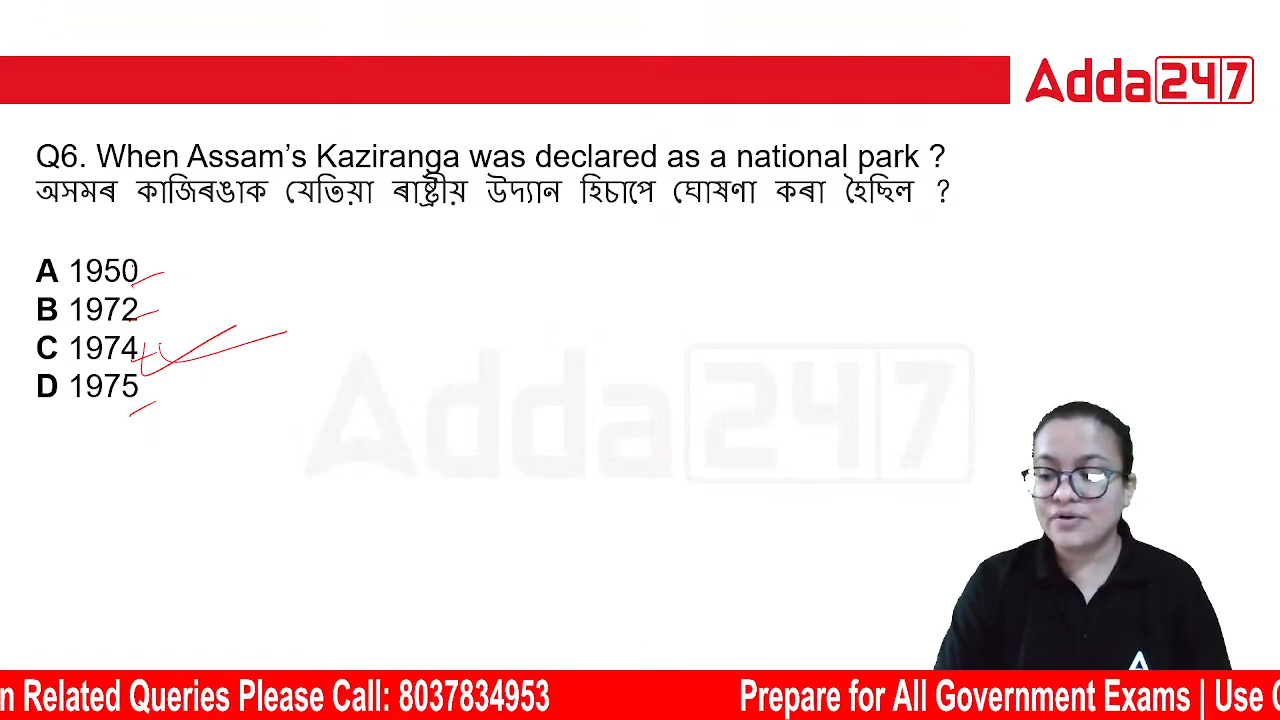 Adda247
Q6. When Assam’s Kaziranga was declared as a national park ?
অসমৰ কাজিৰঙাক যেতিয়া ৰাষ্ট্ৰীয় উদ্যান হিচাপে ঘোষণা কৰা হৈছিল ?
A 1950
B 1972
C 1974
D 1975
Adda247
n Related Queries Please Call: 8037834953 Prepare for All Government Exams | Use